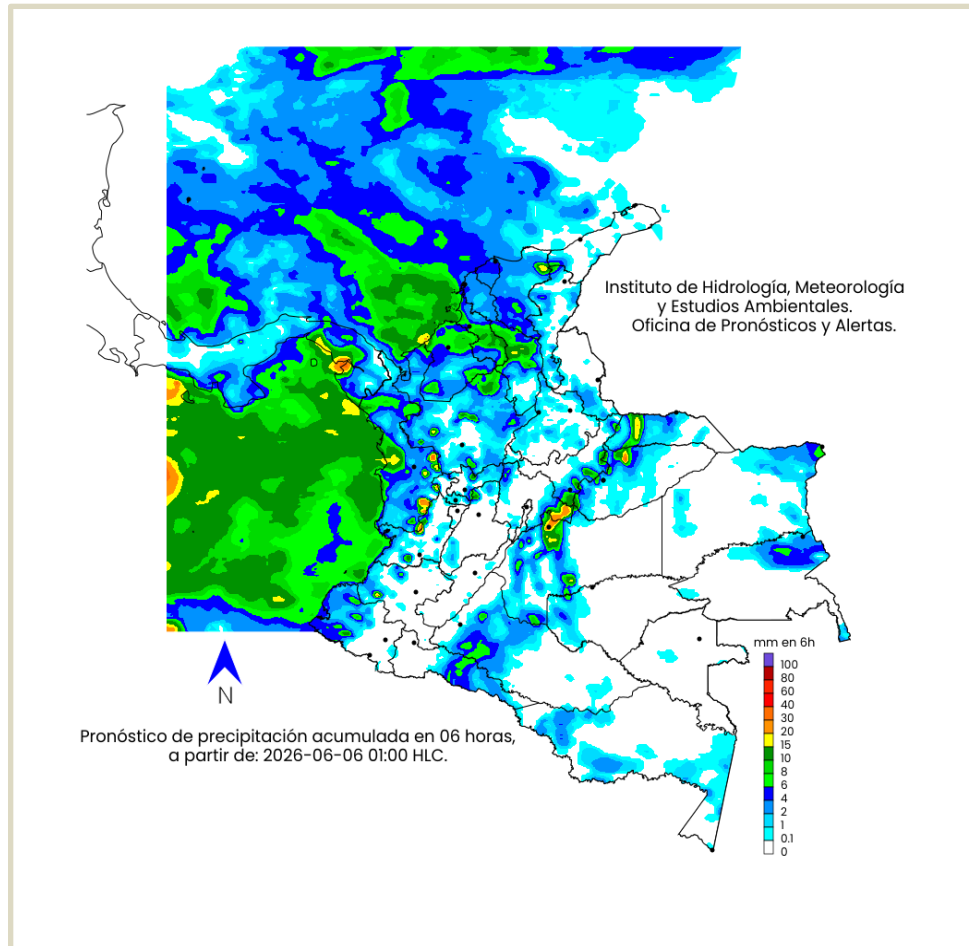 Instituto de Hidrología, Meteorología
y Estudios Ambientales.
Oficina de Pronósticos y Alertas.
mm en 6h
100
80
60
40
30
20
15
10
8
6
4
2
1
0.1
0
N
Pronóstico de precipitación acumulada en 06 horas,
a partir de: 2026-06-06 01:00 HLC.